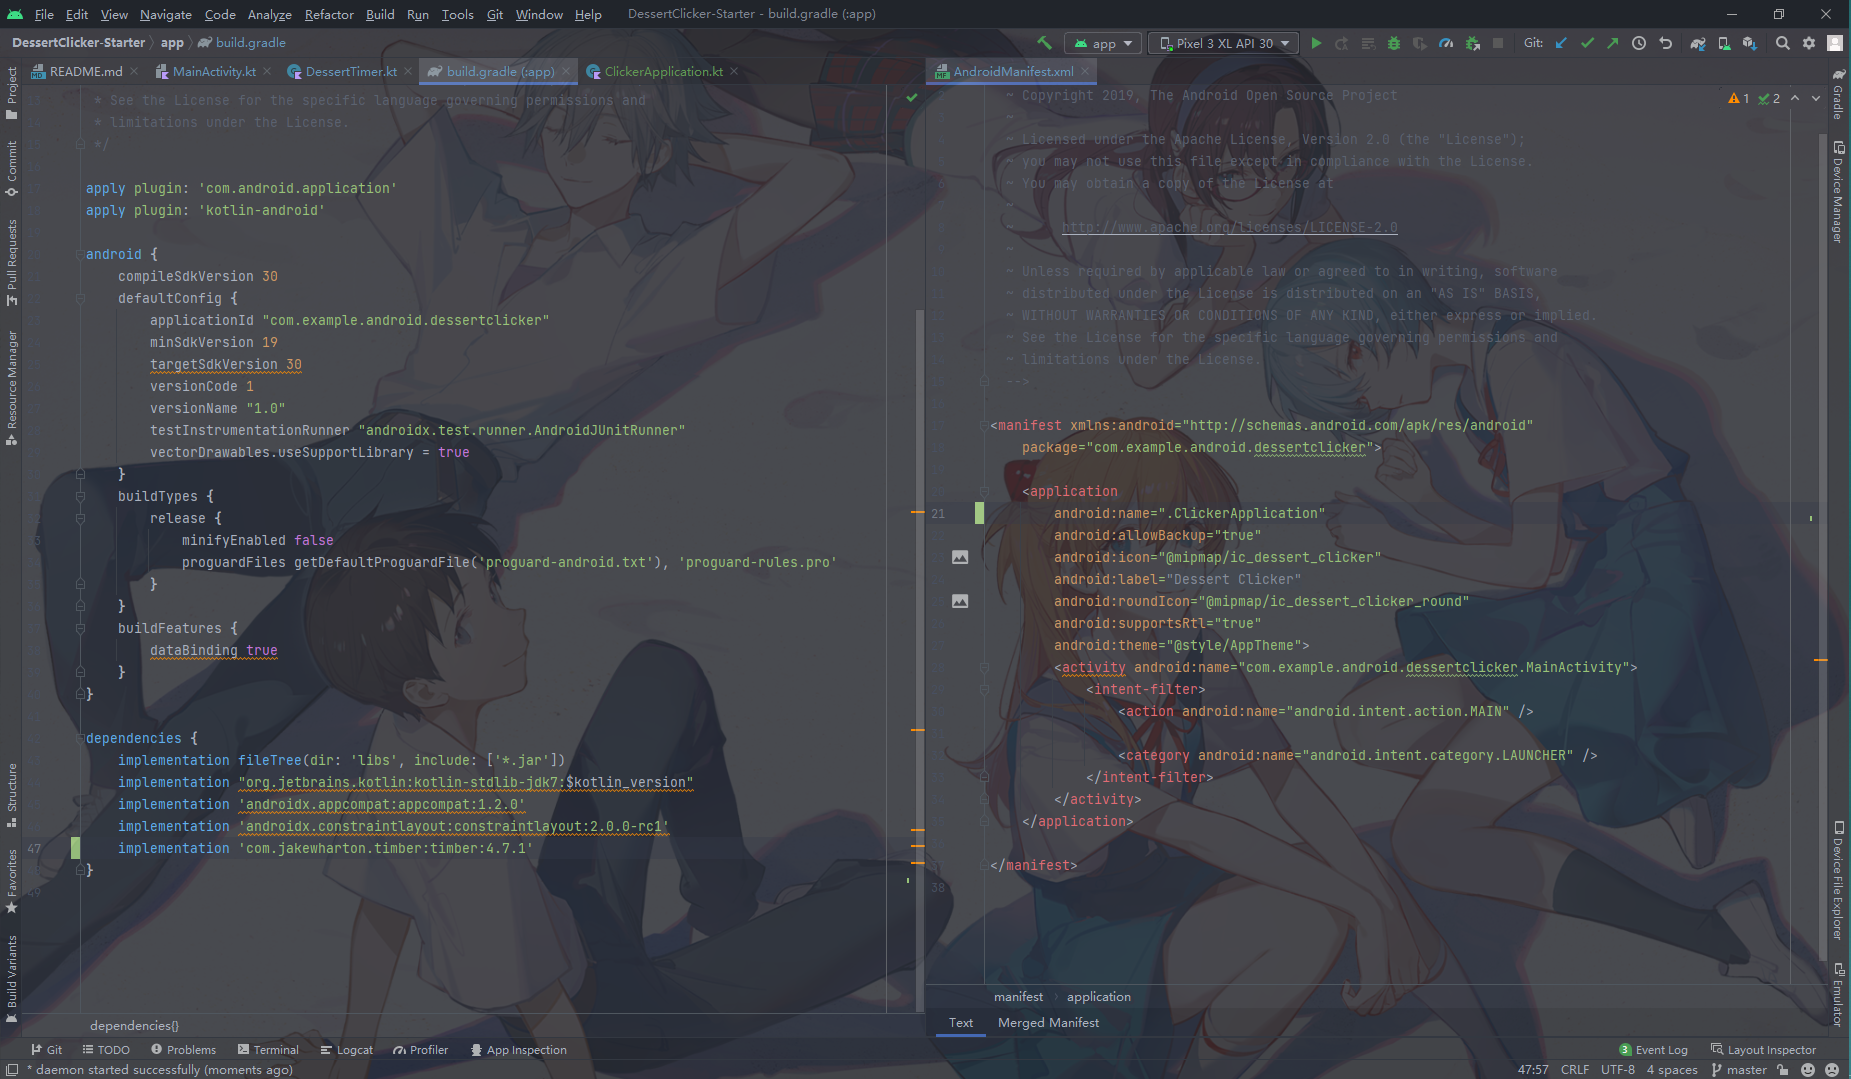 File Edit View Navigate Code Analyze Refactor Build Run Tools Git Window Help DessertClicker-Starter - build.gradle (:app)
DessertClicker-Starter app build.gradle app Pixel 3 XL API 30 Git:
README.md MainActivity.kt DessertTimer.kt build.gradle (:app) ClickerApplication.kt AndroidManifest.xml
Project
Commit
Pull Requests
Resource Manager
Structure
Favorites
Build Variants
* See the License for the specific language governing permissions and
* limitations under the License.
*/
apply plugin: 'com.android.application'
apply plugin: 'kotlin-android'
android {
compileSdkVersion 30
defaultConfig {
applicationId "com.example.android.dessertclicker"
minSdkVersion 19
targetSdkVersion 30
versionCode 1
versionName "1.0"
testInstrumentationRunner "androidx.test.runner.AndroidJUnitRunner"
vectorDrawables.useSupportLibrary = true
}
buildTypes {
release {
minifyEnabled false
proguardFiles getDefaultProguardFile('proguard-android.txt'), 'proguard-rules.pro'
}
}
buildFeatures {
dataBinding true
}
}
dependencies {
implementation fileTree(dir: 'libs', include: ['*.jar'])
implementation "org.jetbrains.kotlin:kotlin-stdlib-jdk7:$kotlin_version"
implementation 'androidx.appcompat:appcompat:1.2.0'
implementation 'androidx.constraintlayout:constraintlayout:2.0.0-rc1'
47 implementation 'com.jakewharton.timber:timber:4.7.1'
}
dependencies{}
~ Copyright 2019, The Android Open Source Project
~
~ Licensed under the Apache License, Version 2.0 (the "License");
~ you may not use this file except in compliance with the License.
~ You may obtain a copy of the License at
~
~ http://www.apache.org/licenses/LICENSE-2.0
~
~ Unless required by applicable law or agreed to in writing, software
~ distributed under the License is distributed on an "AS IS" BASIS,
~ WITHOUT WARRANTIES OR CONDITIONS OF ANY KIND, either express or implied.
~ See the License for the specific language governing permissions and
~ limitations under the License.
-->
<manifest xmlns:android="http://schemas.android.com/apk/res/android"
package="com.example.android.dessertclicker">
<application
21 android:name=".ClickerApplication"
android:allowBackup="true"
android:icon="@mipmap/ic_dessert_clicker"
android:label="Dessert Clicker"
android:roundIcon="@mipmap/ic_dessert_clicker_round"
android:supportsRtl="true"
android:theme="@style/AppTheme">
<activity android:name="com.example.android.dessertclicker.MainActivity">
<intent-filter>
<action android:name="android.intent.action.MAIN" />
<category android:name="android.intent.category.LAUNCHER" />
</intent-filter>
</activity>
</application>
</manifest>
38
1 2
manifest application
Text Merged Manifest
Gradle
Device Manager
Device File Explorer
Emulator
Git TODO Problems Terminal Logcat Profiler App Inspection 3 Event Log Layout Inspector
* daemon started successfully (moments ago) 47:57 CRLF UTF-8 4 spaces master